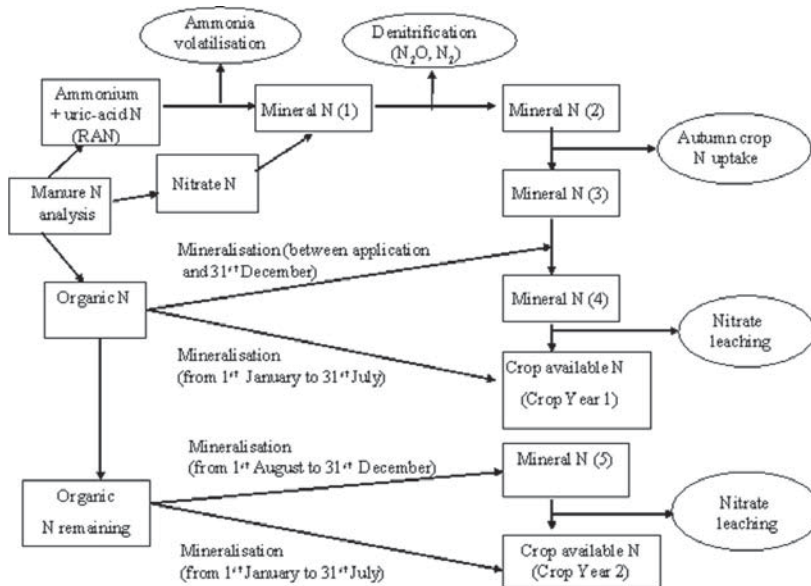 Ammonia
volatilisation
Denitrification
(N₂O, N₂)
Ammonium
+ uric-acid N
(RAN)
Mineral N (1)
Mineral N (2)
Autumn crop
N uptake
Manure N
analysis
Nitrate N
Mineral N (3)
Mineralisation (between application
and 31ˢᵗ December)
Organic N
Mineral N (4)
Nitrate
leaching
Mineralisation
(from 1ˢᵗ January to 31ˢᵗ July)
Crop available N
(Crop Year 1)
Mineralisation
(from 1ˢᵗ August to 31ˢᵗ December)
Mineral N (5)
Organic
N remaining
Nitrate
leaching
Mineralisation
(from 1ˢᵗ January to 31ˢᵗ July)
Crop available N
(Crop Year 2)